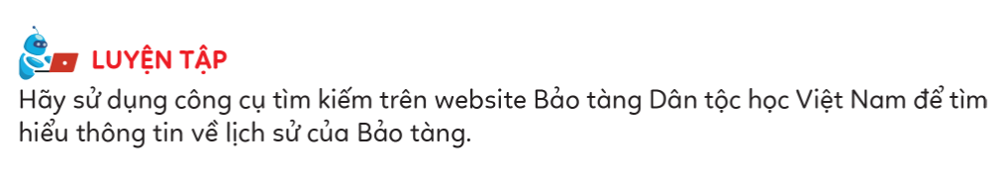 LUYỆN TẬP
Hãy sử dụng công cụ tìm kiếm trên website Bảo tàng Dân tộc học Việt Nam để tìm
hiểu thông tin về lịch sử của Bảo tàng.